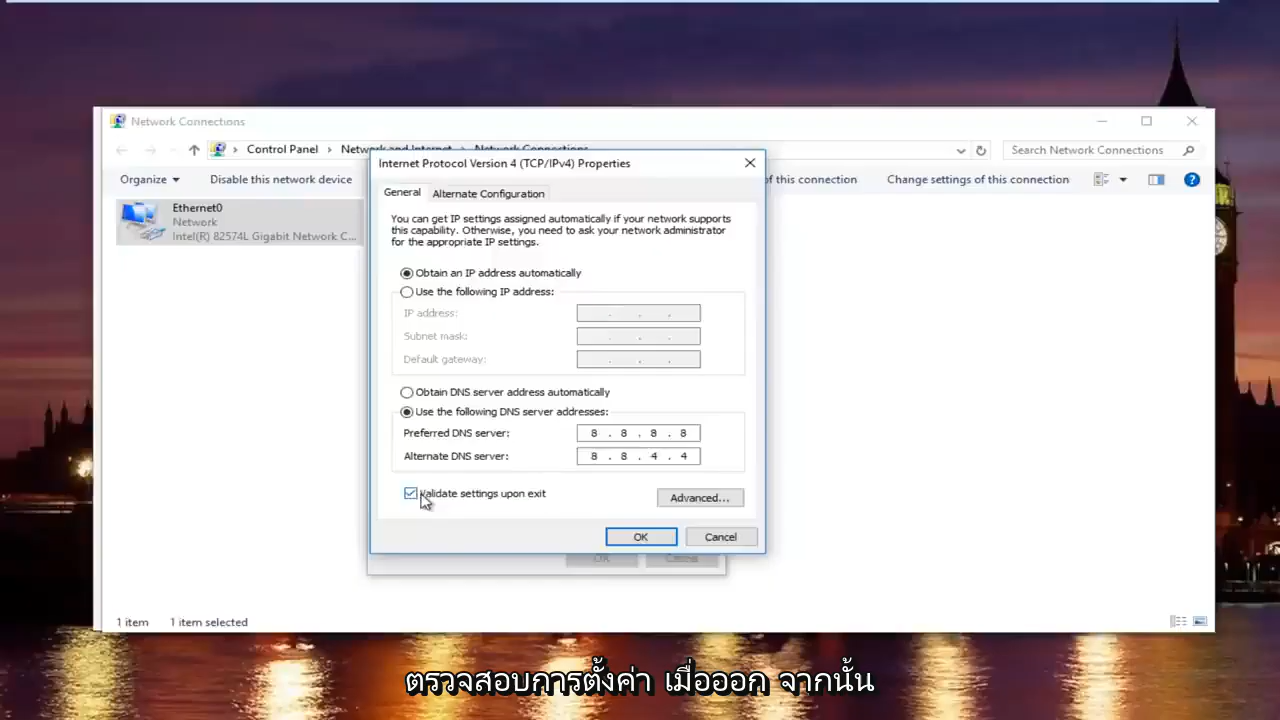 Network Connections
Control Panel > Network and Internet > Network Connections
Search Network Connections
Organize
Disable this network device
of this connection
Change settings of this connection
Ethernet0
Network
Intel(R) 82574L Gigabit Network C...
Internet Protocol Version 4 (TCP/IPv4) Properties
General
Alternate Configuration
You can get IP settings assigned automatically if your network supports
this capability. Otherwise, you need to ask your network administrator
for the appropriate IP settings.
Obtain an IP address automatically
Use the following IP address:
IP address:
Subnet mask:
Default gateway:
Obtain DNS server address automatically
Use the following DNS server addresses:
Preferred DNS server:
8 . 8 . 8 . 8
Alternate DNS server:
8 . 8 . 4 . 4
Validate settings upon exit
Advanced...
OK
Cancel
OK
Cancel
1 item
1 item selected
ตรวจสอบการตั้งค่า เมื่อออก จากนั้น